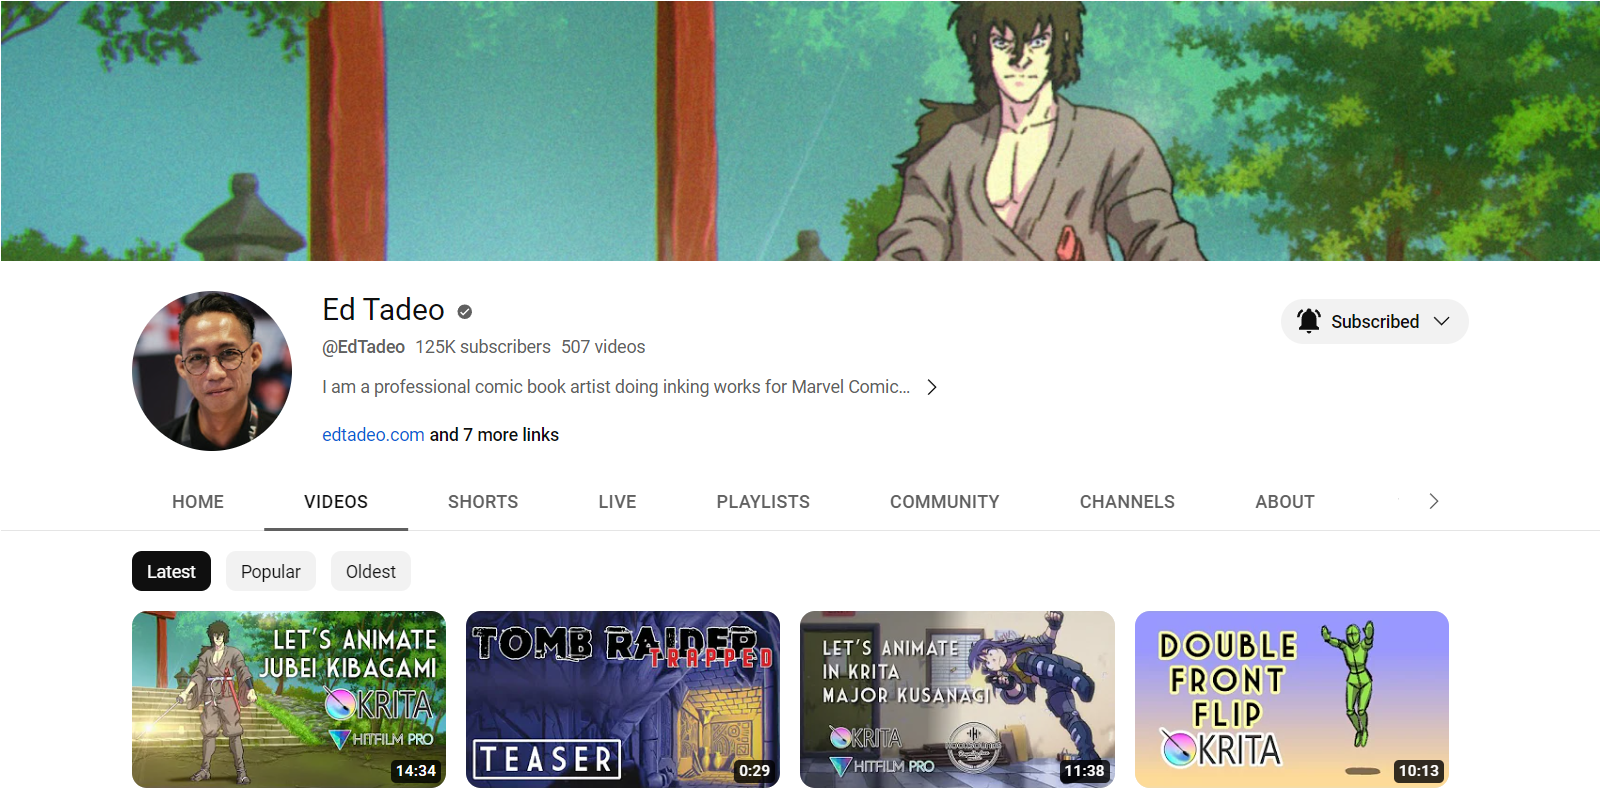 Ed Tadeo
@EdTadeo 125K subscribers 507 videos
I am a professional comic book artist doing inking works for Marvel Comic...
edtadeo.com and 7 more links
Subscribed
HOME VIDEOS SHORTS LIVE PLAYLISTS COMMUNITY CHANNELS ABOUT
Latest Popular Oldest
LET'S ANIMATE
JUBEI KIBAGAMI
KRITA
HITFILM PRO
14:34
TOMB RAIDER
TRAPPED
TEASER
0:29
LET'S ANIMATE
IN KRITA
MAJOR KUSANAGI
KRITA
HITFILM PRO
11:38
DOUBLE
FRONT
FLIP
KRITA
10:13